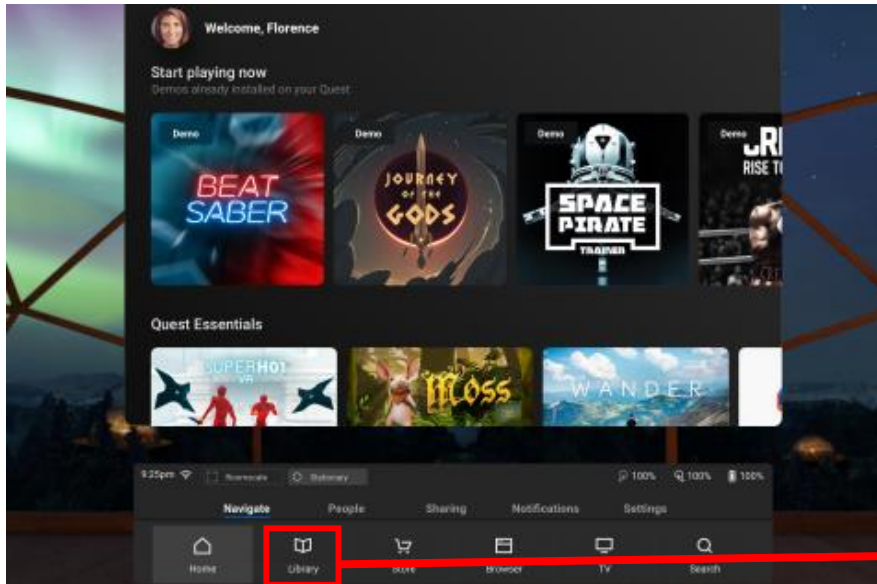 Welcome, Florence
Start playing now
Demos already installed on your Quest
Demo
Demo
Demo
Demo
BEAT
SABER
JOURNEY
OF THE
GODS
SPACE
PIRATE
TRAINER
RISE
Quest Essentials
SUPERHOT
VR
MOSS
WANDER
9:25pm
Roomscale
Stationary
100%
100%
100%
Navigate
People
Sharing
Notifications
Settings
Home
Library
Store
Browser
TV
Search